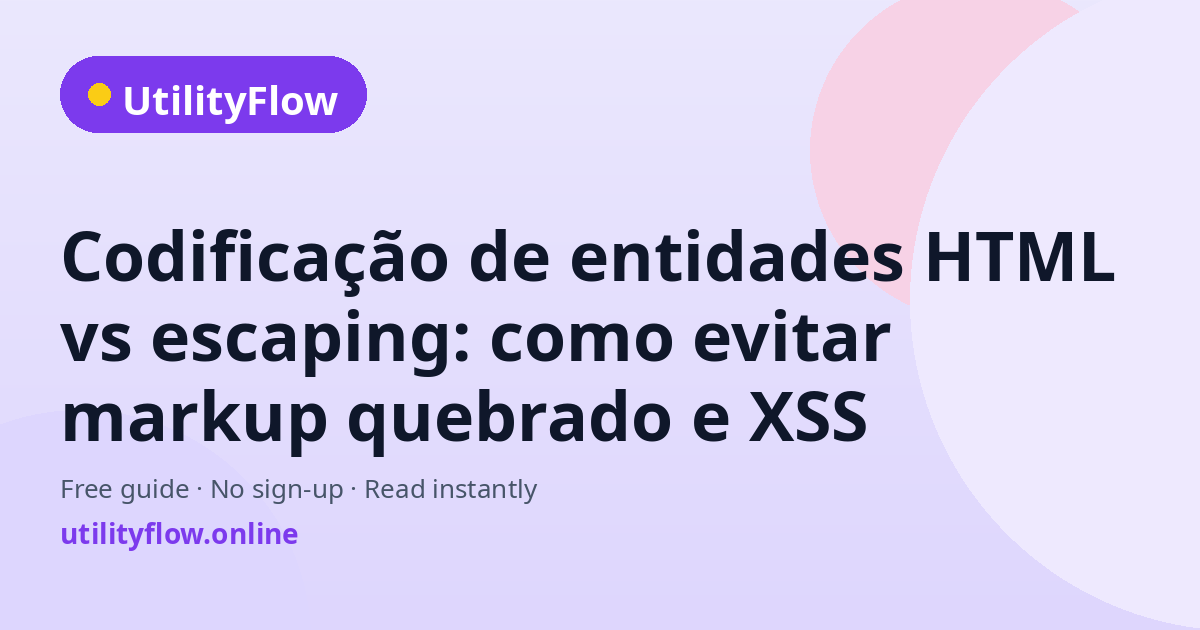 UtilityFlow
Codificação de entidades HTML
vs escaping: como evitar
markup quebrado e XSS
Free guide · No sign-up · Read instantly
utilityflow.online